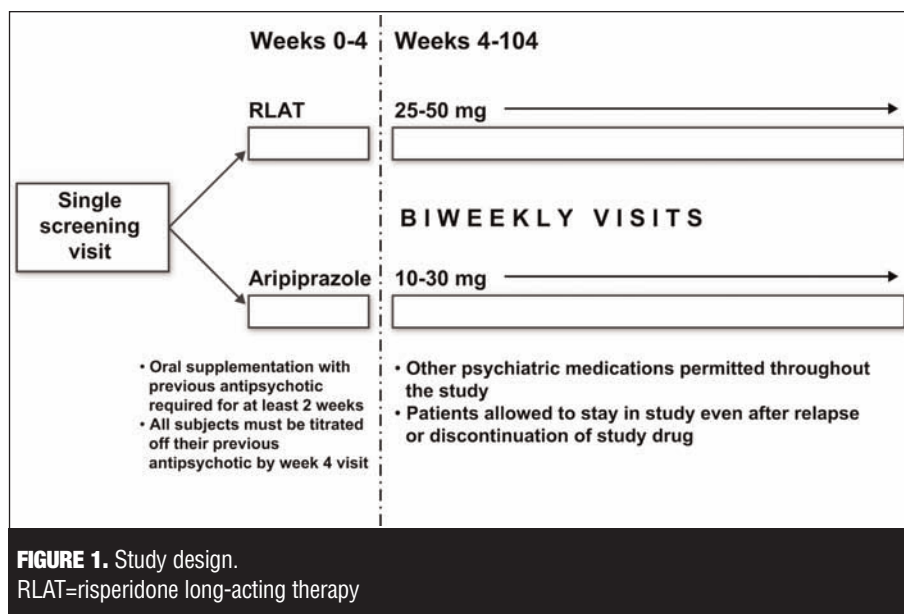 Weeks 0-4
Weeks 4-104
RLAT
25-50 mg
Single
screening
visit
BIWEEKLY VISITS
Aripiprazole
10-30 mg
• Oral supplementation with
previous antipsychotic
required for at least 2 weeks
• All subjects must be titrated
off their previous
antipsychotic by week 4 visit
• Other psychiatric medications permitted throughout
the study
• Patients allowed to stay in study even after relapse
or discontinuation of study drug
FIGURE 1. Study design.
RLAT=risperidone long-acting therapy